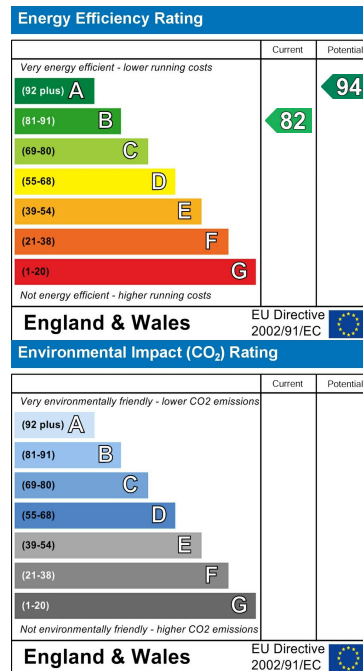 Energy Efficiency Rating
Current Potential
Very energy efficient - lower running costs
(92 plus) A
94
(81-91) B
82
(69-80) C
(55-68) D
(39-54) E
(21-38) F
(1-20) G
Not energy efficient - higher running costs
England & Wales
EU Directive
2002/91/EC
Environmental Impact (CO₂) Rating
Current Potential
Very environmentally friendly - lower CO2 emissions
(92 plus) A
(81-91) B
(69-80) C
(55-68) D
(39-54) E
(21-38) F
(1-20) G
Not environmentally friendly - higher CO2 emissions
England & Wales
EU Directive
2002/91/EC